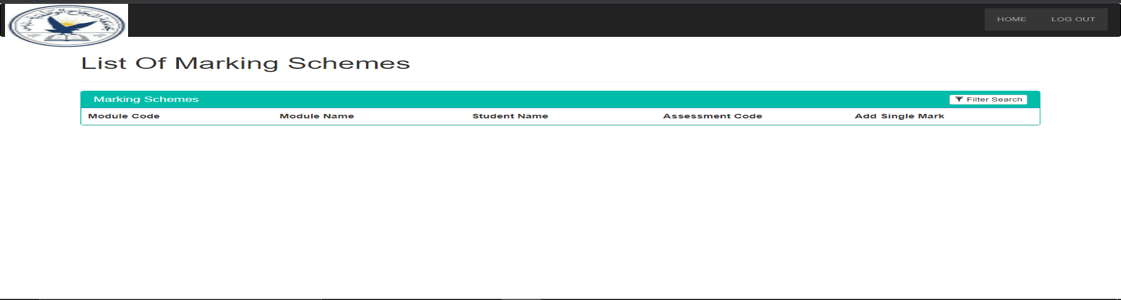 HOME LOG OUT
List Of Marking Schemes
Marking Schemes Filter Search
Module Code Module Name Student Name Assessment Code Add Single Mark